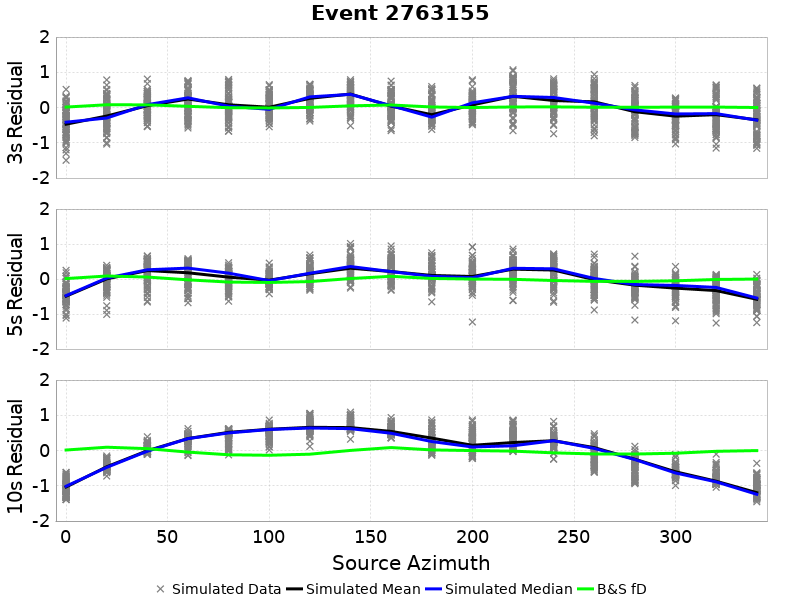 Event 2763155
2
1
0
-1
-2
3s Residual
2
1
0
-1
-2
5s Residual
2
1
0
-1
-2
10s Residual
0 50 100 150 200 250 300
Source Azimuth
Simulated Data Simulated Mean Simulated Median B&S fD